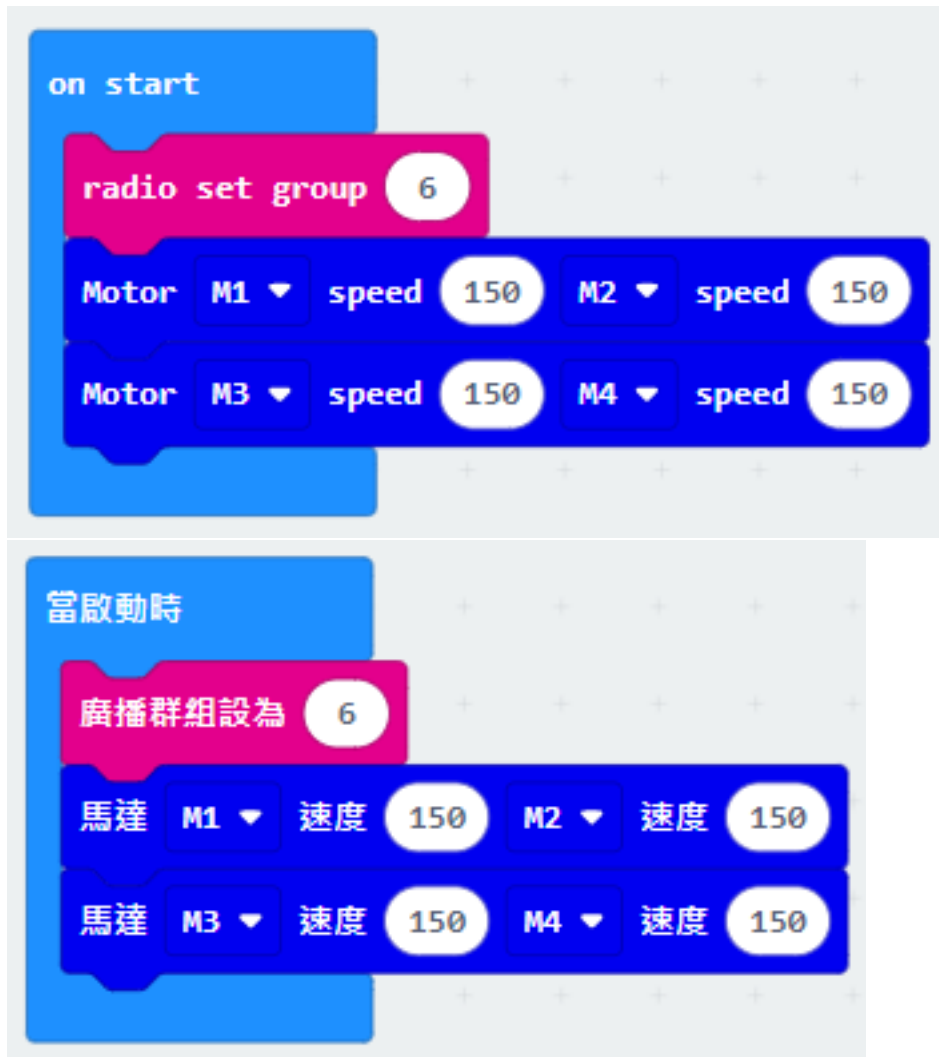 on start
radio set group 6
Motor M1 speed 150 M2 speed 150
Motor M3 speed 150 M4 speed 150
當啟動時
廣播群組設為 6
馬達 M1 速度 150 M2 速度 150
馬達 M3 速度 150 M4 速度 150